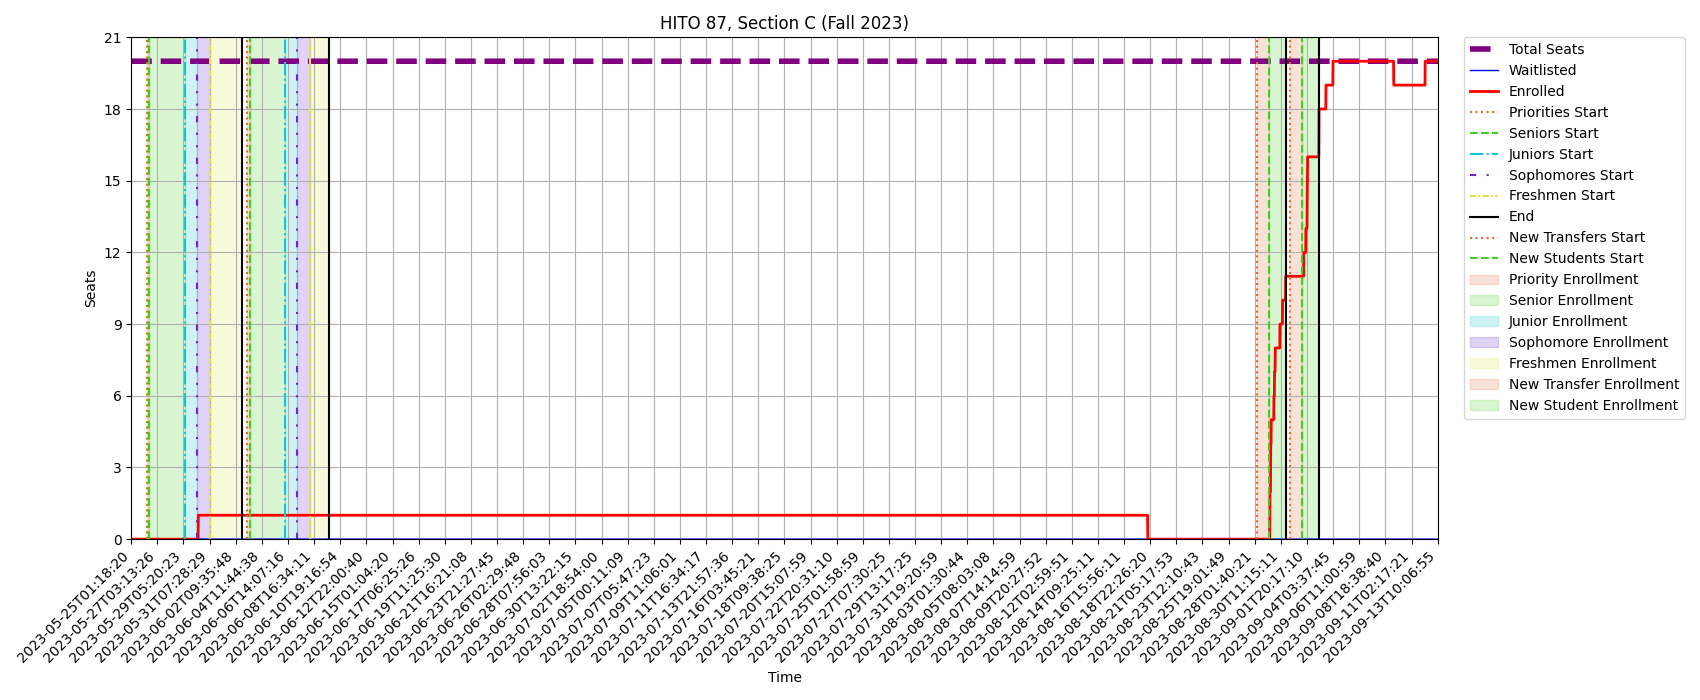 HITO 87, Section C (Fall 2023)
21
18
15
12
9
6
3
0
Seats
2023-05-25T01:18:20
2023-05-27T03:13:26
2023-05-29T05:20:23
2023-05-31T07:28:29
2023-06-02T09:35:48
2023-06-04T11:44:38
2023-06-06T14:07:16
2023-06-08T16:34:11
2023-06-10T19:16:54
2023-06-12T22:00:40
2023-06-15T01:04:20
2023-06-17T06:25:26
2023-06-19T11:25:30
2023-06-21T16:21:08
2023-06-23T21:27:45
2023-06-26T02:29:48
2023-06-28T07:56:03
2023-06-30T13:22:15
2023-07-02T18:54:00
2023-07-05T00:11:09
2023-07-07T05:47:23
2023-07-09T11:06:01
2023-07-11T16:34:17
2023-07-13T21:57:36
2023-07-16T03:45:21
2023-07-18T09:38:25
2023-07-20T15:07:59
2023-07-22T20:31:10
2023-07-25T01:58:59
2023-07-27T07:30:25
2023-07-29T13:17:25
2023-07-31T19:20:59
2023-08-03T01:30:44
2023-08-05T08:03:08
2023-08-07T14:14:59
2023-08-09T20:27:52
2023-08-12T02:59:51
2023-08-14T09:25:11
2023-08-16T15:56:11
2023-08-18T22:26:20
2023-08-21T05:17:53
2023-08-23T12:10:43
2023-08-25T19:01:49
2023-08-28T01:40:21
2023-08-30T11:15:11
2023-09-01T20:17:10
2023-09-04T03:37:45
2023-09-06T11:00:59
2023-09-08T18:38:40
2023-09-11T02:17:21
2023-09-13T10:06:55
Time
Total Seats
Waitlisted
Enrolled
Priorities Start
Seniors Start
Juniors Start
Sophomores Start
Freshmen Start
End
New Transfers Start
New Students Start
Priority Enrollment
Senior Enrollment
Junior Enrollment
Sophomore Enrollment
Freshmen Enrollment
New Transfer Enrollment
New Student Enrollment